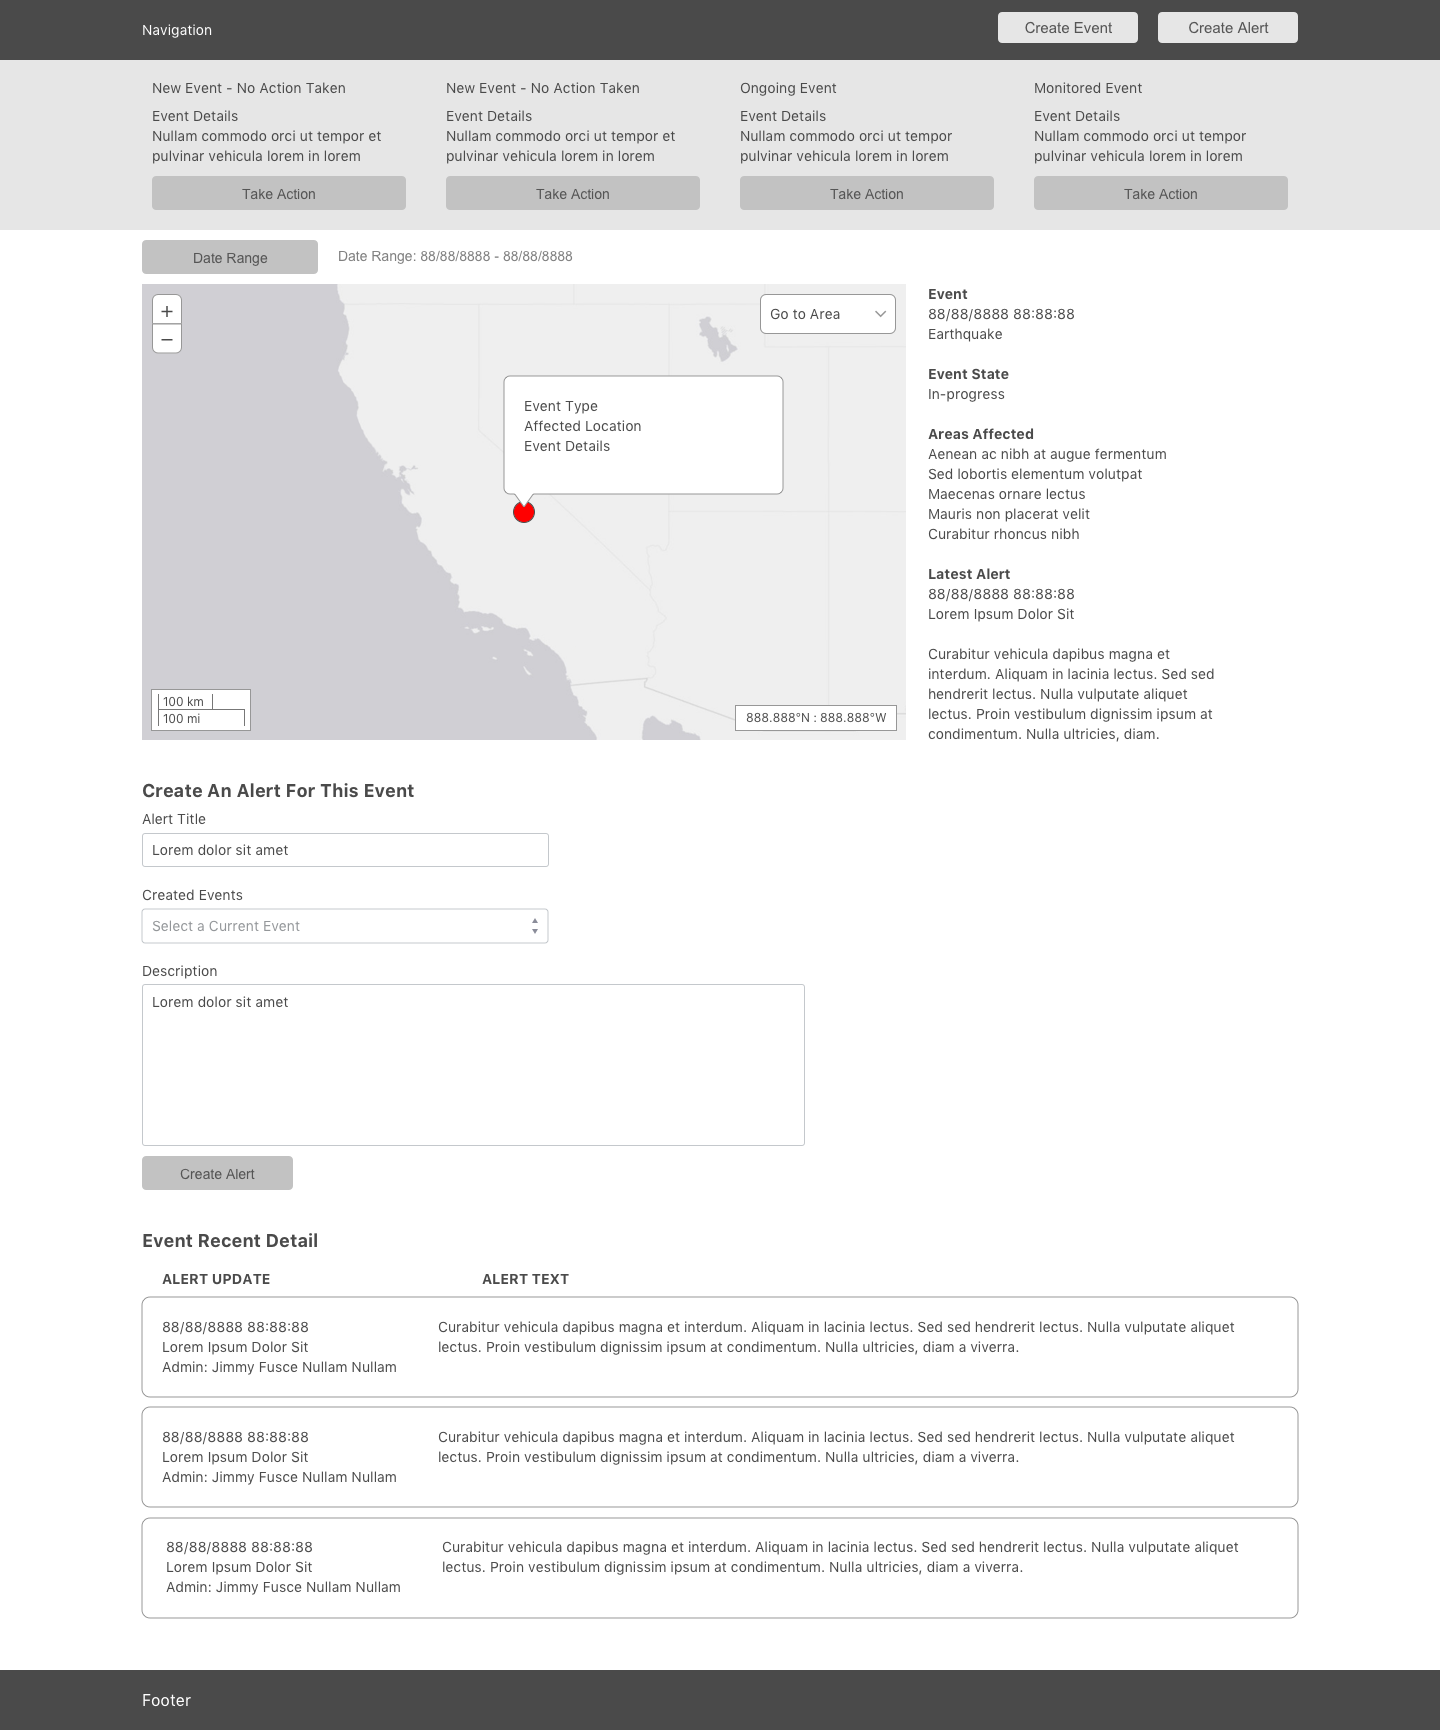 Navigation
Create Event
Create Alert
New Event - No Action Taken
Event Details
Nullam commodo orci ut tempor et
pulvinar vehicula lorem in lorem
Take Action
New Event - No Action Taken
Event Details
Nullam commodo orci ut tempor et
pulvinar vehicula lorem in lorem
Take Action
Ongoing Event
Event Details
Nullam commodo orci ut tempor
pulvinar vehicula lorem in lorem
Take Action
Monitored Event
Event Details
Nullam commodo orci ut tempor
pulvinar vehicula lorem in lorem
Take Action
Date Range
Date Range: 88/88/8888 - 88/88/8888
+
−
Go to Area
Event Type
Affected Location
Event Details
100 km
100 mi
888.888°N : 888.888°W
Event
88/88/8888 88:88:88
Earthquake
Event State
In-progress
Areas Affected
Aenean ac nibh at augue fermentum
Sed lobortis elementum volutpat
Maecenas ornare lectus
Mauris non placerat velit
Curabitur rhoncus nibh
Latest Alert
88/88/8888 88:88:88
Lorem Ipsum Dolor Sit
Curabitur vehicula dapibus magna et
interdum. Aliquam in lacinia lectus. Sed sed
hendrerit lectus. Nulla vulputate aliquet
lectus. Proin vestibulum dignissim ipsum at
condimentum. Nulla ultricies, diam.
Create An Alert For This Event
Alert Title
Lorem dolor sit amet
Created Events
Select a Current Event
Description
Lorem dolor sit amet
Create Alert
Event Recent Detail
ALERT UPDATE
ALERT TEXT
88/88/8888 88:88:88
Lorem Ipsum Dolor Sit
Admin: Jimmy Fusce Nullam Nullam
Curabitur vehicula dapibus magna et interdum. Aliquam in lacinia lectus. Sed sed hendrerit lectus. Nulla vulputate aliquet
lectus. Proin vestibulum dignissim ipsum at condimentum. Nulla ultricies, diam a viverra.
88/88/8888 88:88:88
Lorem Ipsum Dolor Sit
Admin: Jimmy Fusce Nullam Nullam
Curabitur vehicula dapibus magna et interdum. Aliquam in lacinia lectus. Sed sed hendrerit lectus. Nulla vulputate aliquet
lectus. Proin vestibulum dignissim ipsum at condimentum. Nulla ultricies, diam a viverra.
88/88/8888 88:88:88
Lorem Ipsum Dolor Sit
Admin: Jimmy Fusce Nullam Nullam
Curabitur vehicula dapibus magna et interdum. Aliquam in lacinia lectus. Sed sed hendrerit lectus. Nulla vulputate aliquet
lectus. Proin vestibulum dignissim ipsum at condimentum. Nulla ultricies, diam a viverra.
Footer